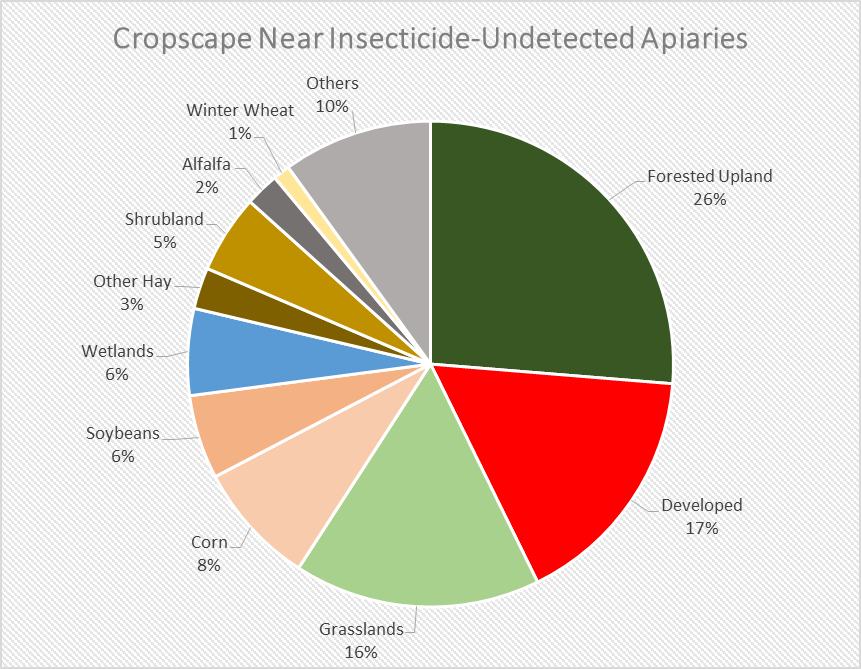 Cropscape Near Insecticide-Undetected Apiaries
Others
10%
Winter Wheat
1%
Alfalfa
2%
Shrubland
5%
Other Hay
3%
Wetlands
6%
Soybeans
6%
Corn
8%
Grasslands
16%
Developed
17%
Forested Upland
26%